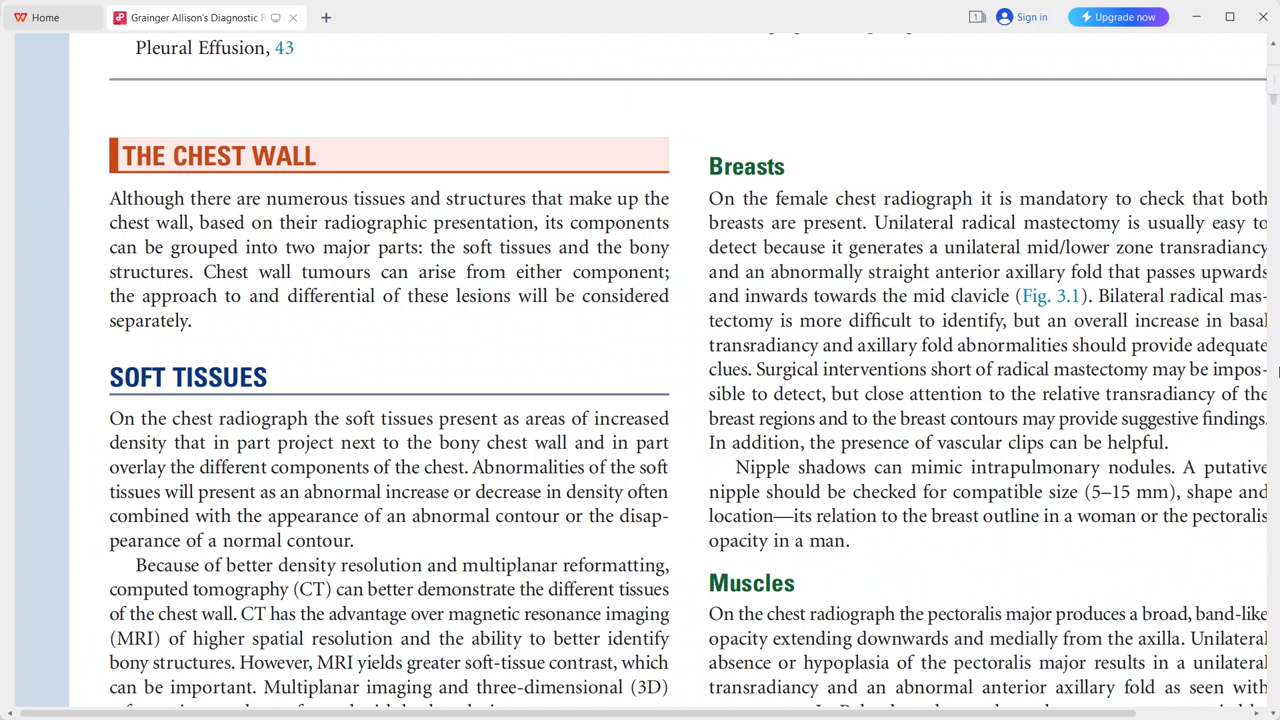 Home
Grainger Allison's Diagnostic
1
Sign in
Upgrade now
Pleural Effusion, 43
THE CHEST WALL
Although there are numerous tissues and structures that make up the
chest wall, based on their radiographic presentation, its components
can be grouped into two major parts: the soft tissues and the bony
structures. Chest wall tumours can arise from either component;
the approach to and differential of these lesions will be considered
separately.
SOFT TISSUES
On the chest radiograph the soft tissues present as areas of increased
density that in part project next to the bony chest wall and in part
overlay the different components of the chest. Abnormalities of the soft
tissues will present as an abnormal increase or decrease in density often
combined with the appearance of an abnormal contour or the disap-
pearance of a normal contour.
Because of better density resolution and multiplanar reformatting,
computed tomography (CT) can better demonstrate the different tissues
of the chest wall. CT has the advantage over magnetic resonance imaging
(MRI) of higher spatial resolution and the ability to better identify
bony structures. However, MRI yields greater soft-tissue contrast, which
can be important. Multiplanar imaging and three-dimensional (3D)
Breasts
On the female chest radiograph it is mandatory to check that both
breasts are present. Unilateral radical mastectomy is usually easy to
detect because it generates a unilateral mid/lower zone transradiancy
and an abnormally straight anterior axillary fold that passes upwards
and inwards towards the mid clavicle (Fig. 3.1). Bilateral radical mas-
tectomy is more difficult to identify, but an overall increase in basal
transradiancy and axillary fold abnormalities should provide adequate
clues. Surgical interventions short of radical mastectomy may be impos-
sible to detect, but close attention to the relative transradiancy of the
breast regions and to the breast contours may provide suggestive findings.
In addition, the presence of vascular clips can be helpful.
Nipple shadows can mimic intrapulmonary nodules. A putative
nipple should be checked for compatible size (5–15 mm), shape and
location—its relation to the breast outline in a woman or the pectoralis
opacity in a man.
Muscles
On the chest radiograph the pectoralis major produces a broad, band-like
opacity extending downwards and medially from the axilla. Unilateral
absence or hypoplasia of the pectoralis major results in a unilateral
transradiancy and an abnormal anterior axillary fold as seen with